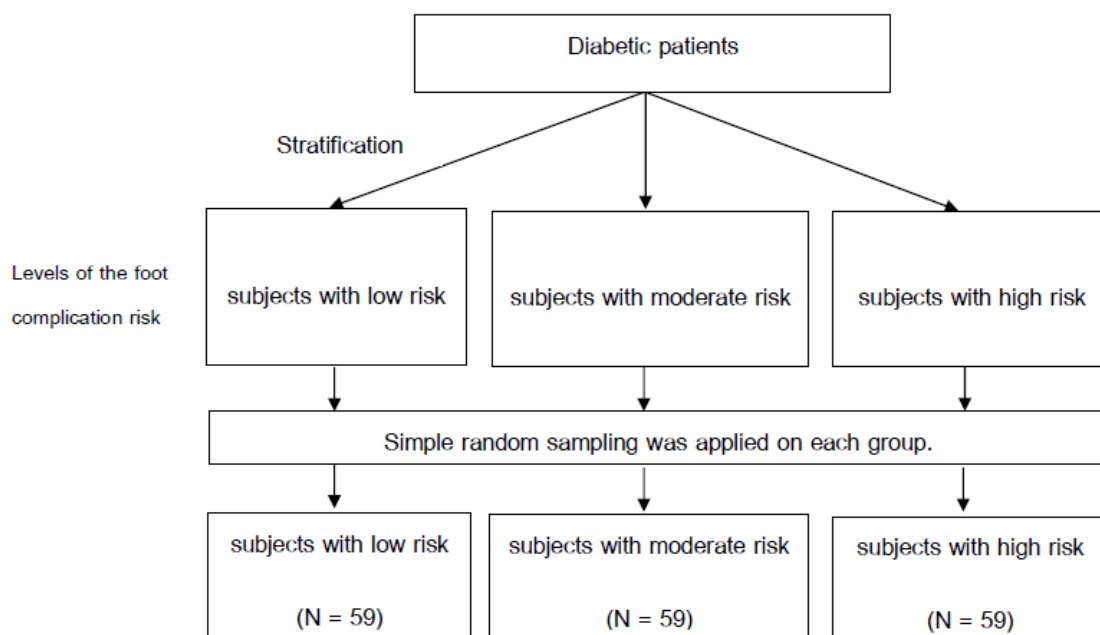 Diabetic patients
Stratification
Levels of the foot
complication risk
subjects with low risk
subjects with moderate risk
subjects with high risk
Simple random sampling was applied on each group.
subjects with low risk
(N = 59)
subjects with moderate risk
(N = 59)
subjects with high risk
(N = 59)